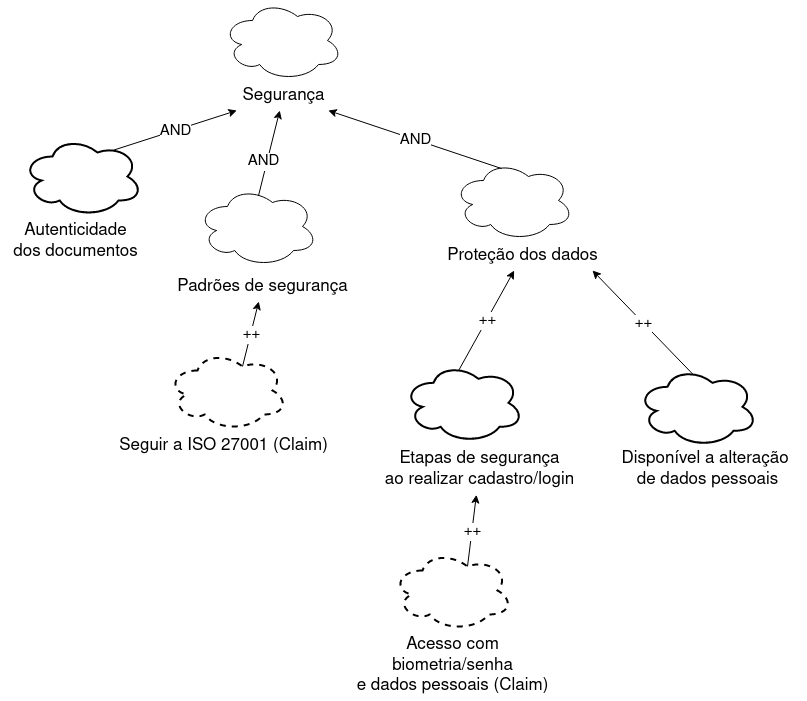 Segurança
AND
AND
AND
Autenticidade
dos documentos
Padrões de segurança
Proteção dos dados
++
++
++
Seguir a ISO 27001 (Claim)
Etapas de segurança
ao realizar cadastro/login
Disponível a alteração
de dados pessoais
++
Acesso com
biometria/senha
e dados pessoais (Claim)